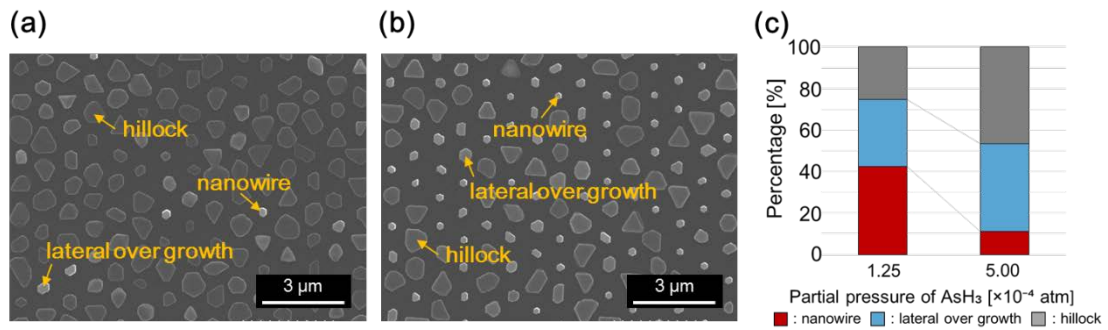 (a)
hillock
nanowire
lateral over growth
3 µm
(b)
nanowire
lateral over growth
hillock
3 µm
(c)
Percentage [%]
100
80
60
40
20
0
1.25 5.00
Partial pressure of AsH₃ [×10⁻⁴ atm]
: nanowire : lateral over growth : hillock